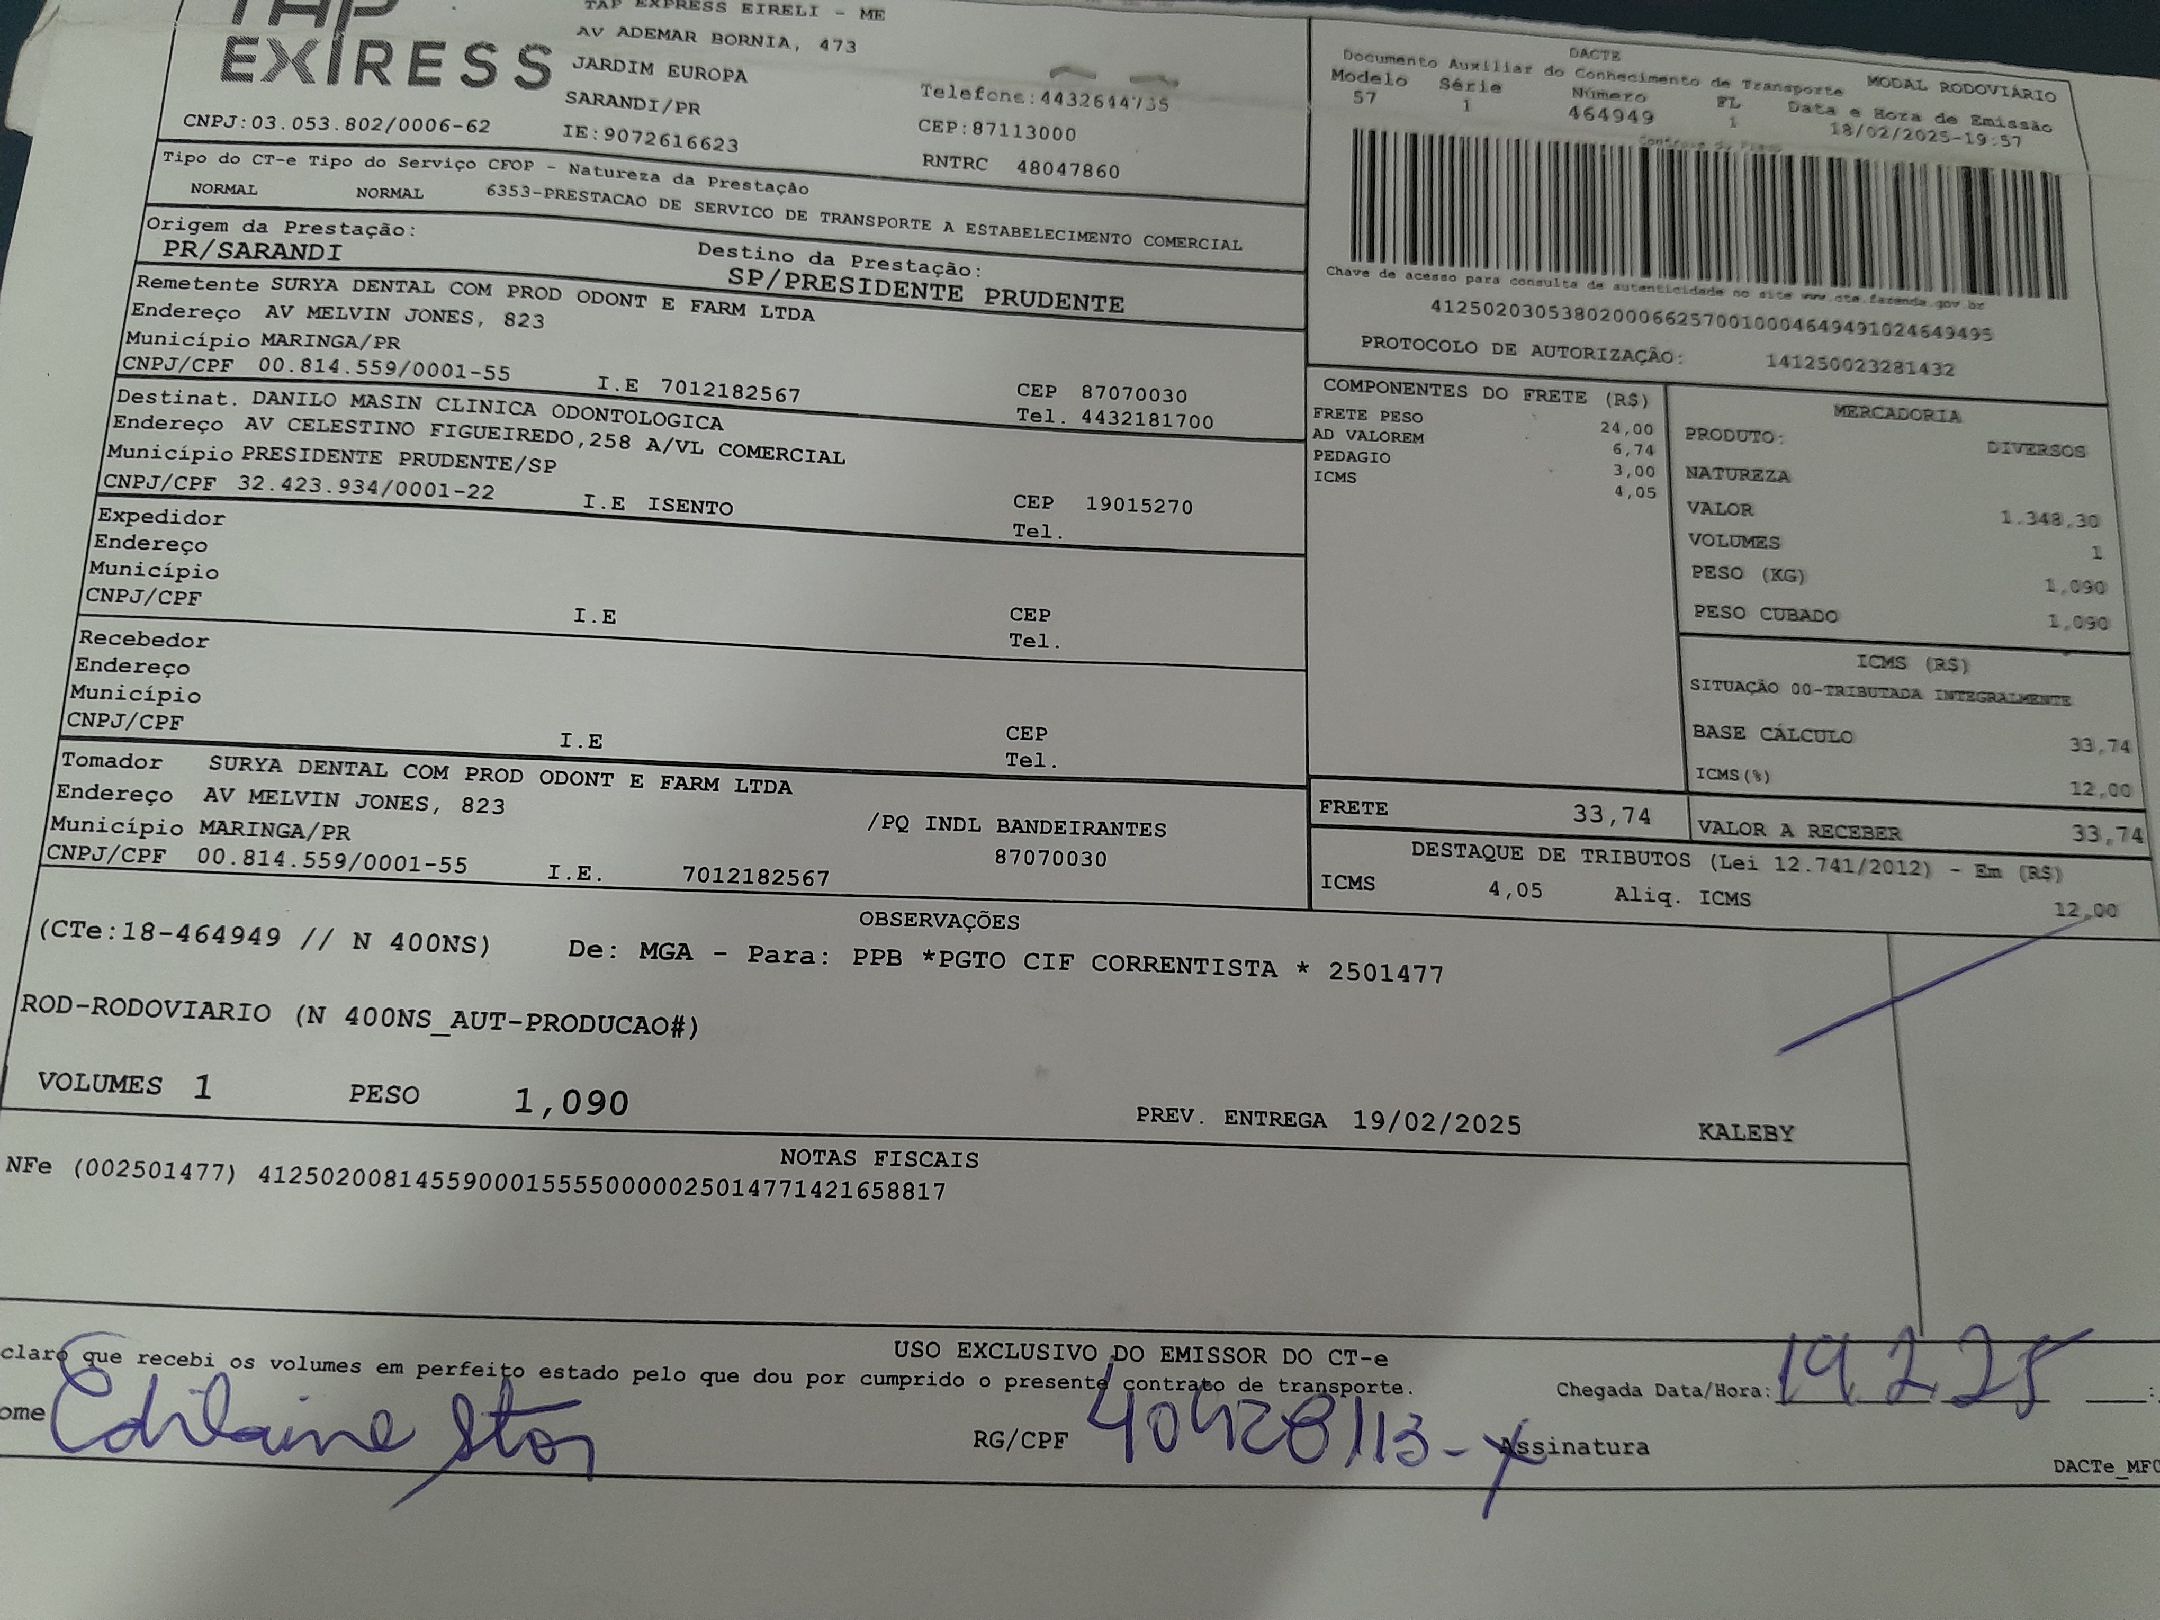 TAP
EXPRESS
TAP EXPRESS EIRELI - ME
AV ADEMAR BORNIA, 473
JARDIM EUROPA
SARANDI/PR
CNPJ:03.053.802/0006-62
IE:9072616623
Telefone:4432644735
CEP:87113000
RNTRC 48047860
DACTE
Documento Auxiliar do Conhecimento de Transporte
MODAL RODOVIÁRIO
Modelo Série Número FL Data e Hora de Emissão
57 1 464949 1 18/02/2025-19:57
Controle do Fisco
Chave de acesso para consulta de autenticidade no site www.cte.fazenda.gov.br
41250203053802000662570010004649491024649495
PROTOCOLO DE AUTORIZAÇÃO: 141250023281432
Tipo do CT-e Tipo do Serviço CFOP - Natureza da Prestação
NORMAL NORMAL 6353-PRESTACAO DE SERVICO DE TRANSPORTE A ESTABELECIMENTO COMERCIAL
Origem da Prestação:
PR/SARANDI
Destino da Prestação:
SP/PRESIDENTE PRUDENTE
Remetente SURYA DENTAL COM PROD ODONT E FARM LTDA
Endereço AV MELVIN JONES, 823
Município MARINGA/PR
CNPJ/CPF 00.814.559/0001-55 I.E 7012182567
CEP 87070030
Tel. 4432181700
Destinat. DANILO MASIN CLINICA ODONTOLOGICA
Endereço AV CELESTINO FIGUEIREDO,258 A/VL COMERCIAL
Município PRESIDENTE PRUDENTE/SP
CNPJ/CPF 32.423.934/0001-22 I.E ISENTO
CEP 19015270
Tel.
Expedidor
Endereço
Município
CNPJ/CPF I.E
CEP
Tel.
Recebedor
Endereço
Município
CNPJ/CPF I.E
CEP
Tel.
Tomador SURYA DENTAL COM PROD ODONT E FARM LTDA
Endereço AV MELVIN JONES, 823
/PQ INDL BANDEIRANTES
Município MARINGA/PR
87070030
CNPJ/CPF 00.814.559/0001-55 I.E. 7012182567
COMPONENTES DO FRETE (R$)
FRETE PESO 24,00
AD VALOREM 6,74
PEDAGIO 3,00
ICMS 4,05
MERCADORIA
PRODUTO: DIVERSOS
NATUREZA
VALOR 1.348,30
VOLUMES 1
PESO (KG) 1,090
PESO CUBADO 1,090
ICMS (R$)
SITUAÇÃO 00-TRIBUTADA INTEGRALMENTE
BASE CÁLCULO 33,74
ICMS(%) 12,00
FRETE 33,74
VALOR A RECEBER 33,74
DESTAQUE DE TRIBUTOS (Lei 12.741/2012) - Em (R$)
ICMS 4,05 Aliq. ICMS 12,00
OBSERVAÇÕES
(CTe:18-464949 // N 400NS) De: MGA - Para: PPB *PGTO CIF CORRENTISTA * 2501477
ROD-RODOVIARIO (N 400NS_AUT-PRODUCAO#)
VOLUMES 1 PESO 1,090 PREV. ENTREGA 19/02/2025 KALEBY
NOTAS FISCAIS
NFe (002501477) 41250200814559000155550000025014771421658817
USO EXCLUSIVO DO EMISSOR DO CT-e
claro que recebi os volumes em perfeito estado pelo que dou por cumprido o presente contrato de transporte.
Chegada Data/Hora: 19 2 25 :
ome Edilaine
RG/CPF 40428113-X
Assinatura
DACTe_MF